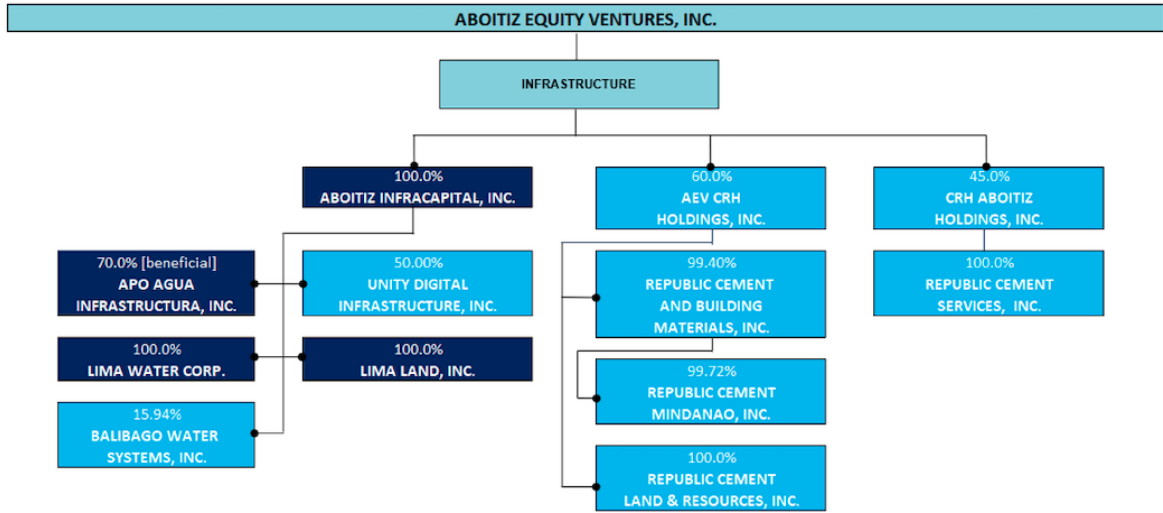 ABOITIZ EQUITY VENTURES, INC.
INFRASTRUCTURE
100.0%
ABOITIZ INFRACAPITAL, INC.
60.0%
AEV CRH
HOLDINGS, INC.
45.0%
CRH ABOITIZ
HOLDINGS, INC.
70.0% [beneficial]
APO AGUA
INFRASTRUCTURA, INC.
50.00%
UNITY DIGITAL
INFRASTRUCTURE, INC.
99.40%
REPUBLIC CEMENT
AND BUILDING
MATERIALS, INC.
100.0%
REPUBLIC CEMENT
SERVICES, INC.
100.0%
LIMA WATER CORP.
100.0%
LIMA LAND, INC.
99.72%
REPUBLIC CEMENT
MINDANAO, INC.
15.94%
BALIBAGO WATER
SYSTEMS, INC.
100.0%
REPUBLIC CEMENT
LAND & RESOURCES, INC.